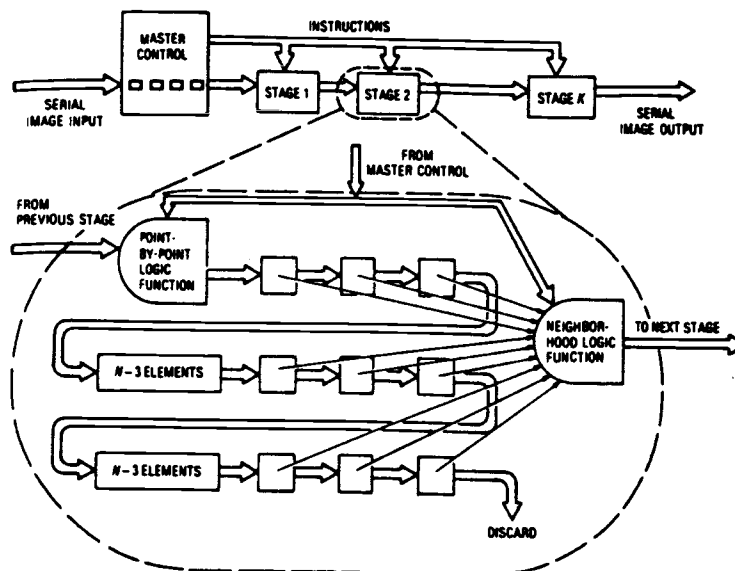 INSTRUCTIONS
MASTER
CONTROL
STAGE 1
STAGE 2
STAGE K
SERIAL
IMAGE INPUT
SERIAL
IMAGE OUTPUT
FROM
MASTER CONTROL
FROM
PREVIOUS STAGE
POINT-
BY-POINT
LOGIC
FUNCTION
NEIGHBOR-
HOOD LOGIC
FUNCTION
TO NEXT STAGE
N - 3 ELEMENTS
N - 3 ELEMENTS
DISCARD